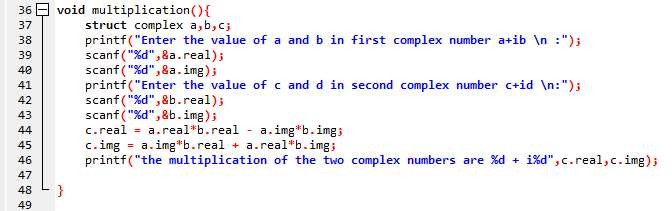 36 void multiplication(){
37 struct complex a,b,c;
38 printf("Enter the value of a and b in first complex number a+ib \n :");
39 scanf("%d",&a.real);
40 scanf("%d",&a.img);
41 printf("Enter the value of c and d in second complex number c+id \n:");
42 scanf("%d",&b.real);
43 scanf("%d",&b.img);
44 c.real = a.real*b.real - a.img*b.img;
45 c.img = a.img*b.real + a.real*b.img;
46 printf("the multiplication of the two complex numbers are %d + i%d",c.real,c.img);
47
48 }
49